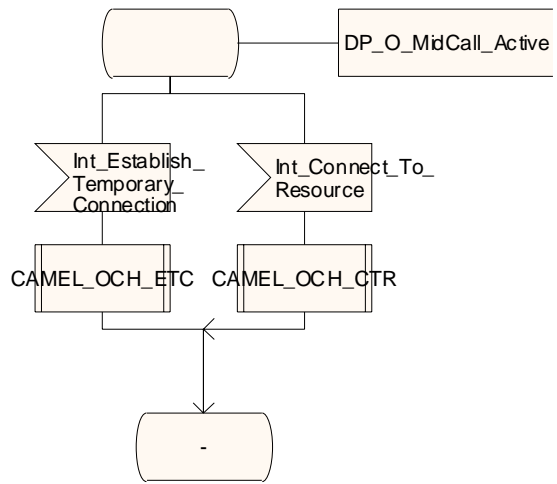 DP_O_MidCall_Active
Int_Establish_
Temporary_
Connection
Int_Connect_To_
Resource
CAMEL_OCH_ETC
CAMEL_OCH_CTR
-